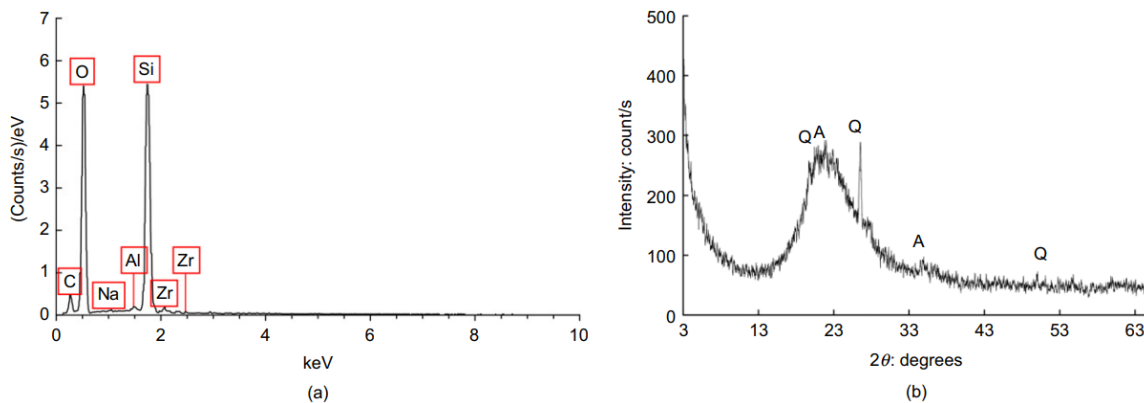 (Counts/s)/eV
7
6
5
4
3
2
1
0
O
Si
C
Na
Al
Zr
Zr
0 2 4 6 8 10
keV
(a)
Intensity: count/s
500
400
300
200
100
0
Q A Q
A
Q
3 13 23 33 43 53 63
2θ: degrees
(b)